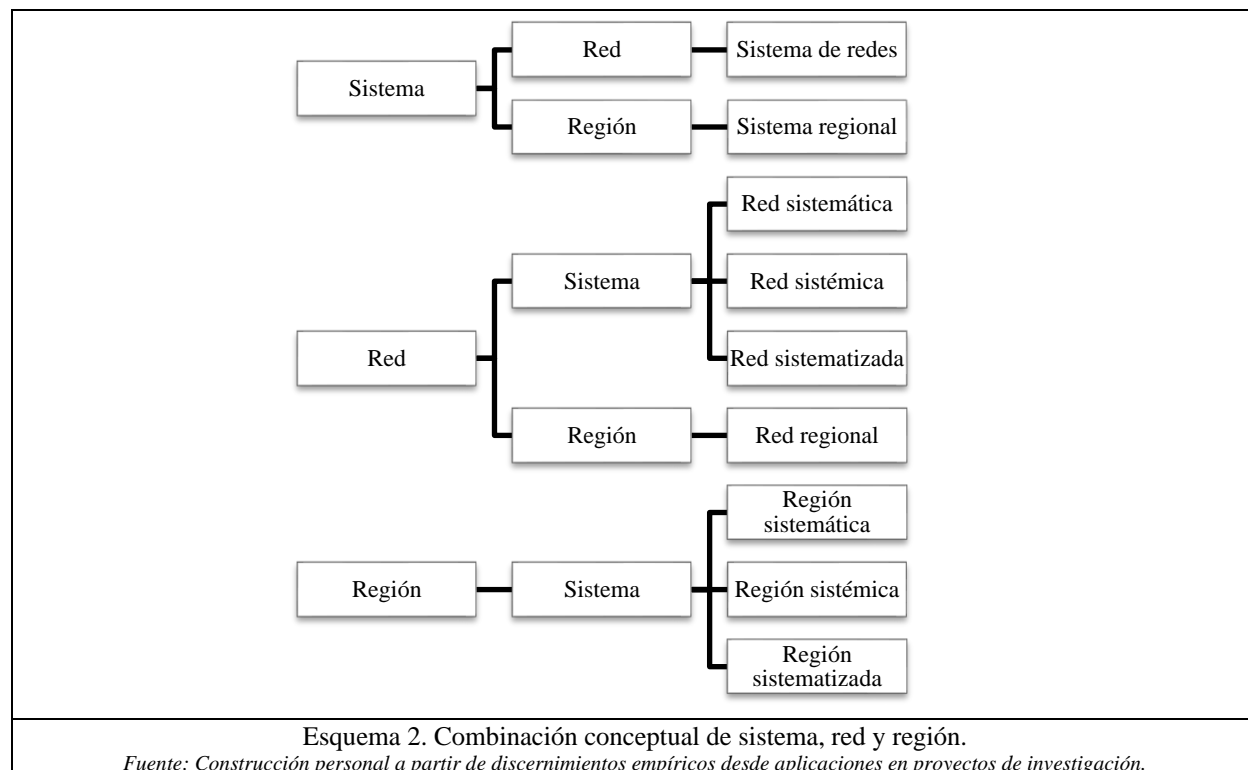 Sistema
Red
Sistema de redes
Región
Sistema regional
Red
Sistema
Red sistemática
Red sistémica
Red sistematizada
Región
Red regional
Región
Sistema
Región
sistemática
Región sistémica
Región
sistematizada
Esquema 2. Combinación conceptual de sistema, red y región.
Fuente: Construcción personal a partir de discernimientos empíricos desde aplicaciones en proyectos de investigación.